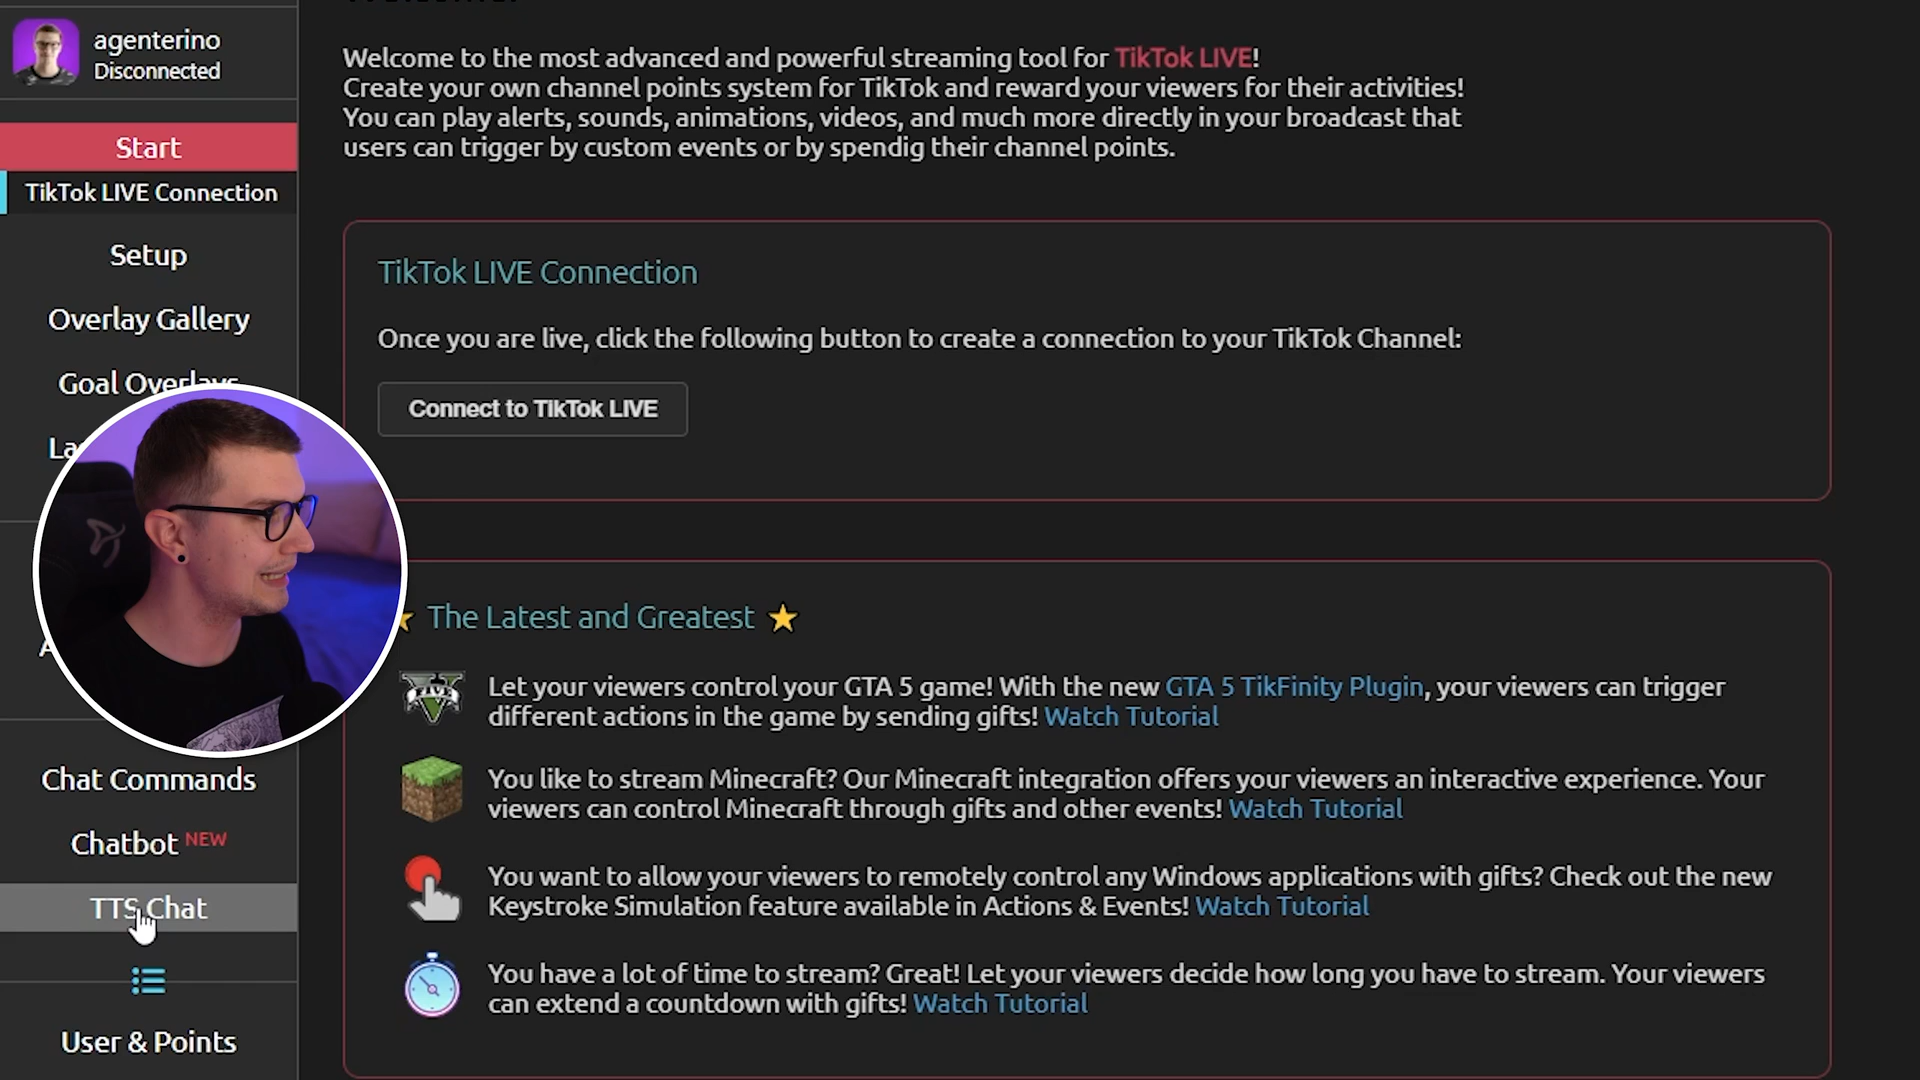 agenterino
Disconnected
Start
TikTok LIVE Connection
Setup
Overlay Gallery
Goal Overlays
Chat Commands
Chatbot NEW
TTS Chat
User & Points
Welcome to the most advanced and powerful streaming tool for TikTok LIVE!
Create your own channel points system for TikTok and reward your viewers for their activities!
You can play alerts, sounds, animations, videos, and much more directly in your broadcast that
users can trigger by custom events or by spendig their channel points.
TikTok LIVE Connection
Once you are live, click the following button to create a connection to your TikTok Channel:
Connect to TikTok LIVE
The Latest and Greatest
Let your viewers control your GTA 5 game! With the new GTA 5 TikFinity Plugin, your viewers can trigger
different actions in the game by sending gifts! Watch Tutorial
You like to stream Minecraft? Our Minecraft integration offers your viewers an interactive experience. Your
viewers can control Minecraft through gifts and other events! Watch Tutorial
You want to allow your viewers to remotely control any Windows applications with gifts? Check out the new
Keystroke Simulation feature available in Actions & Events! Watch Tutorial
You have a lot of time to stream? Great! Let your viewers decide how long you have to stream. Your viewers
can extend a countdown with gifts! Watch Tutorial